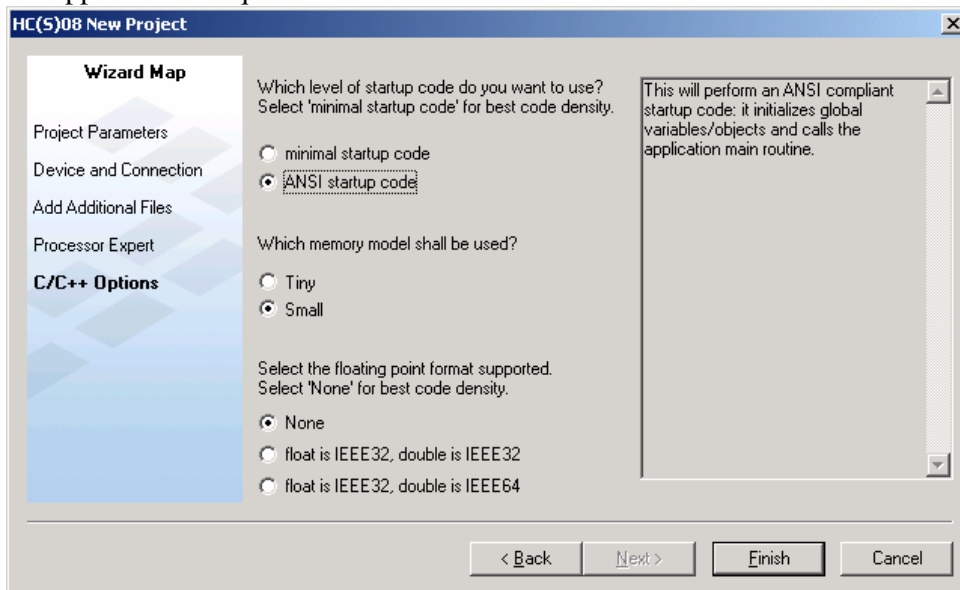 HC(S)08 New Project
Wizard Map
Project Parameters
Device and Connection
Add Additional Files
Processor Expert
C/C++ Options
Which level of startup code do you want to use?
Select 'minimal startup code' for best code density.
minimal startup code
ANSI startup code
Which memory model shall be used?
Tiny
Small
Select the floating point format supported.
Select 'None' for best code density.
None
float is IEEE32, double is IEEE32
float is IEEE32, double is IEEE64
This will perform an ANSI compliant
startup code: it initializes global
variables/objects and calls the
application main routine.
< Back
Next >
Finish
Cancel